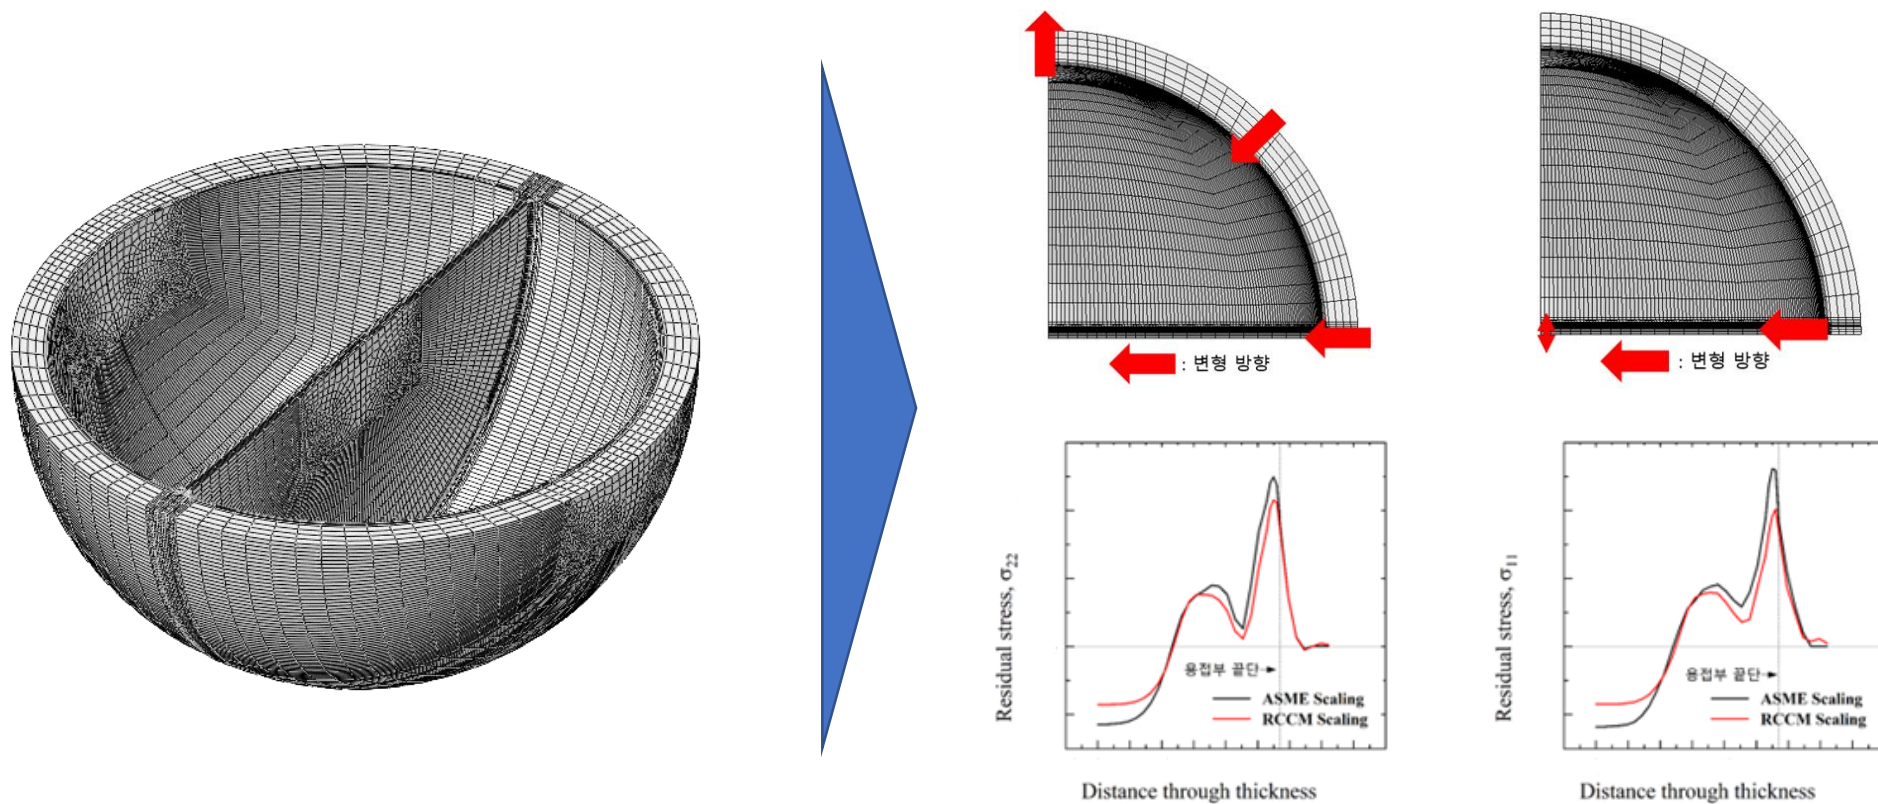 : 변형 방향
: 변형 방향
Residual stress, σ₂₂
용접부 끝단
ASME Scaling
RCCM Scaling
Distance through thickness
Residual stress, σ₁₁
용접부 끝단
ASME Scaling
RCCM Scaling
Distance through thickness